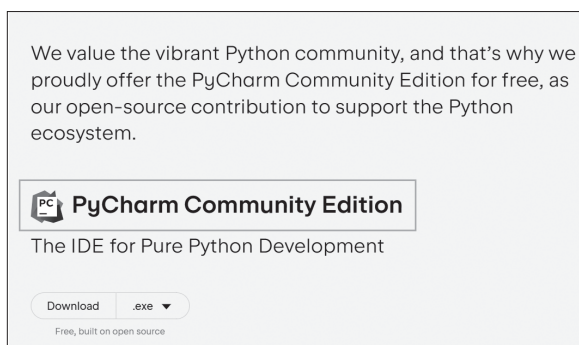 We value the vibrant Python community, and that's why we
proudly offer the PyCharm Community Edition for free, as
our open-source contribution to support the Python
ecosystem.
PC PyCharm Community Edition
The IDE for Pure Python Development
Download .exe
Free, built on open source